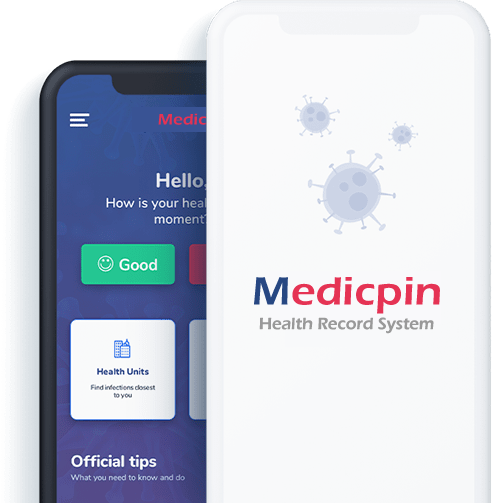 Medic
Hello,
How is your heal
moment?
Good
Health Units
Find infections closest
to you
Official tips
What you need to know and do
Medicpin
Health Record System